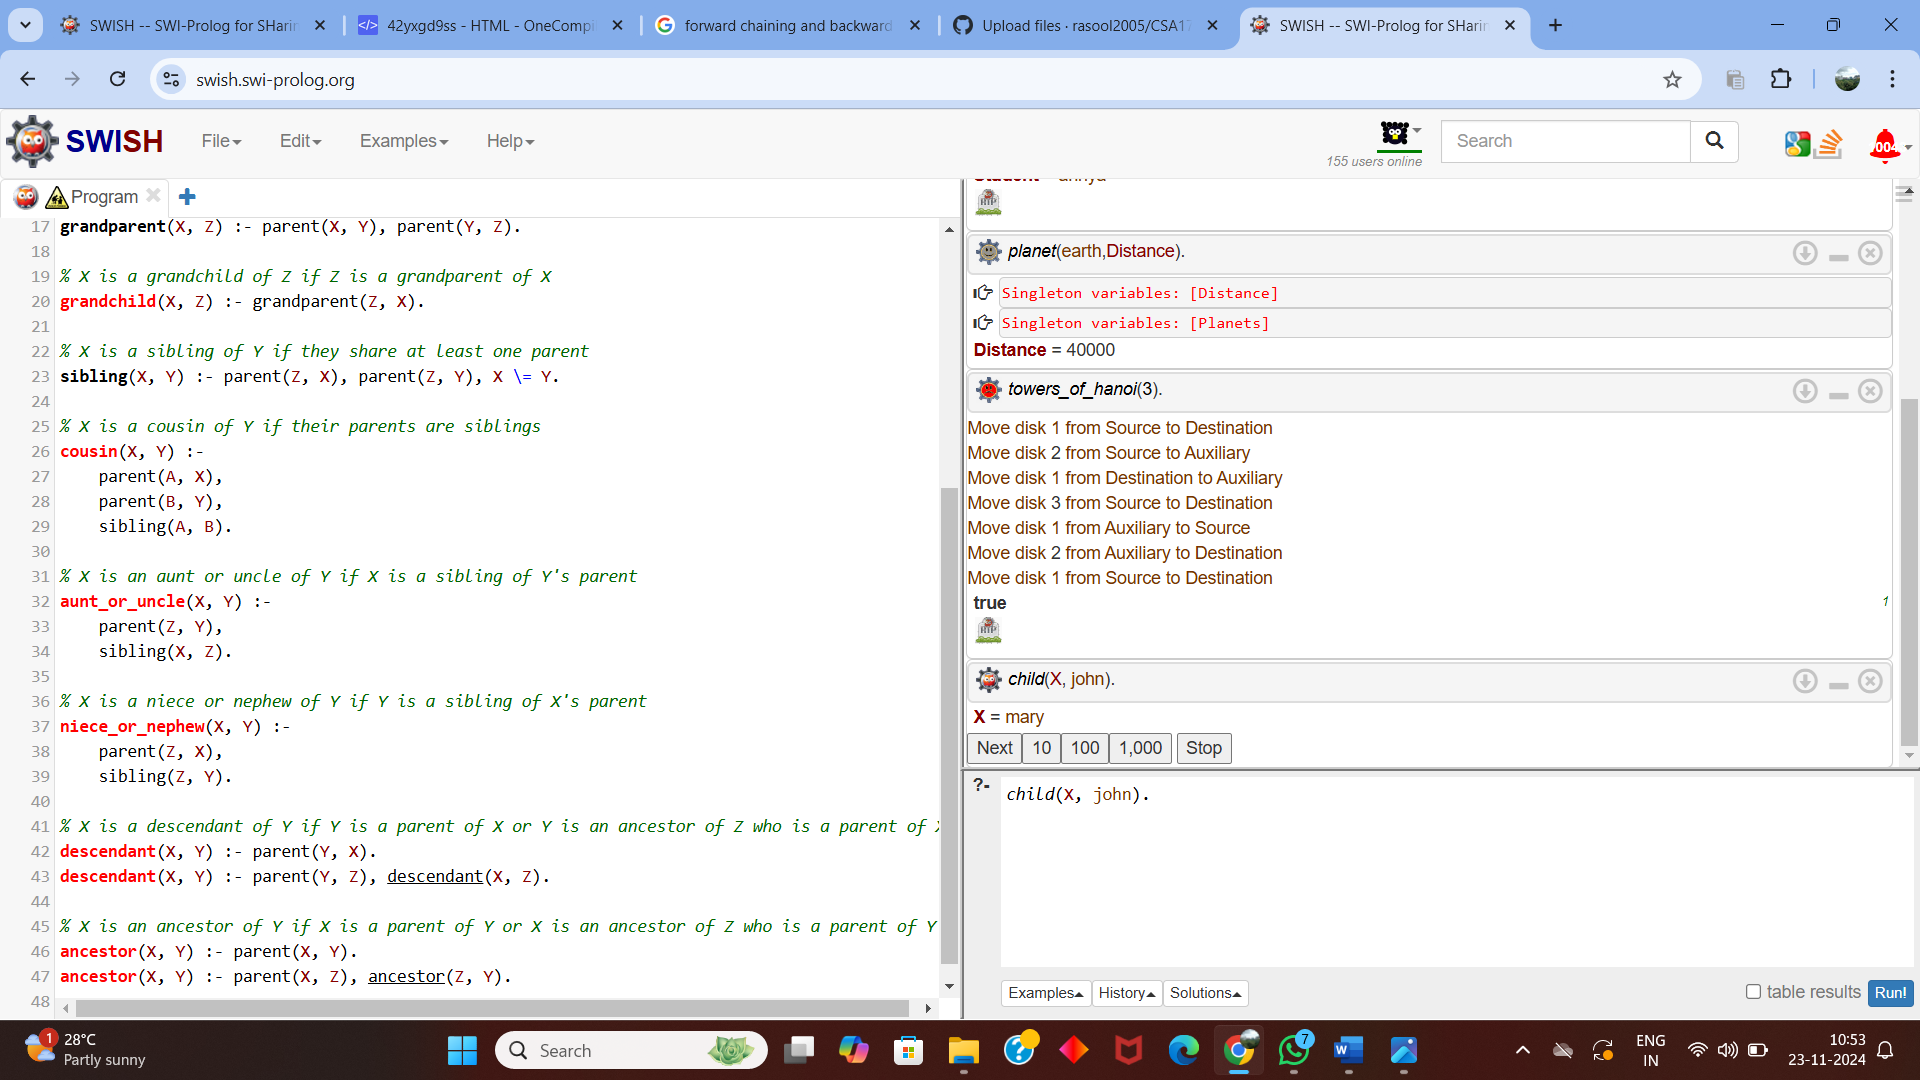 SWISH -- SWI-Prolog for SHarin
42yxgd9ss - HTML - OneCompi
forward chaining and backward
Upload files · rasool2005/CSA17
SWISH -- SWI-Prolog for SHarin
swish.swi-prolog.org
SWISH
File
Edit
Examples
Help
155 users online
Search
Program
17 grandparent(X, Z) :- parent(X, Y), parent(Y, Z).
18
19 % X is a grandchild of Z if Z is a grandparent of X
20 grandchild(X, Z) :- grandparent(Z, X).
21
22 % X is a sibling of Y if they share at least one parent
23 sibling(X, Y) :- parent(Z, X), parent(Z, Y), X \= Y.
24
25 % X is a cousin of Y if their parents are siblings
26 cousin(X, Y) :-
27 parent(A, X),
28 parent(B, Y),
29 sibling(A, B).
30
31 % X is an aunt or uncle of Y if X is a sibling of Y's parent
32 aunt_or_uncle(X, Y) :-
33 parent(Z, Y),
34 sibling(X, Z).
35
36 % X is a niece or nephew of Y if Y is a sibling of X's parent
37 niece_or_nephew(X, Y) :-
38 parent(Z, X),
39 sibling(Z, Y).
40
41 % X is a descendant of Y if Y is a parent of X or Y is an ancestor of Z who is a parent of
42 descendant(X, Y) :- parent(Y, X).
43 descendant(X, Y) :- parent(Y, Z), descendant(X, Z).
44
45 % X is an ancestor of Y if X is a parent of Y or X is an ancestor of Z who is a parent of Y
46 ancestor(X, Y) :- parent(X, Y).
47 ancestor(X, Y) :- parent(X, Z), ancestor(Z, Y).
48
RIP
planet(earth,Distance).
Singleton variables: [Distance]
Singleton variables: [Planets]
Distance = 40000
towers_of_hanoi(3).
Move disk 1 from Source to Destination
Move disk 2 from Source to Auxiliary
Move disk 1 from Destination to Auxiliary
Move disk 3 from Source to Destination
Move disk 1 from Auxiliary to Source
Move disk 2 from Auxiliary to Destination
Move disk 1 from Source to Destination
true
1
RIP
child(X, john).
X = mary
Next 10 100 1,000 Stop
?- child(X, john).
Examples History Solutions
table results Run!
1
28°C
Partly sunny
Search
7
ENG
IN
10:53
23-11-2024